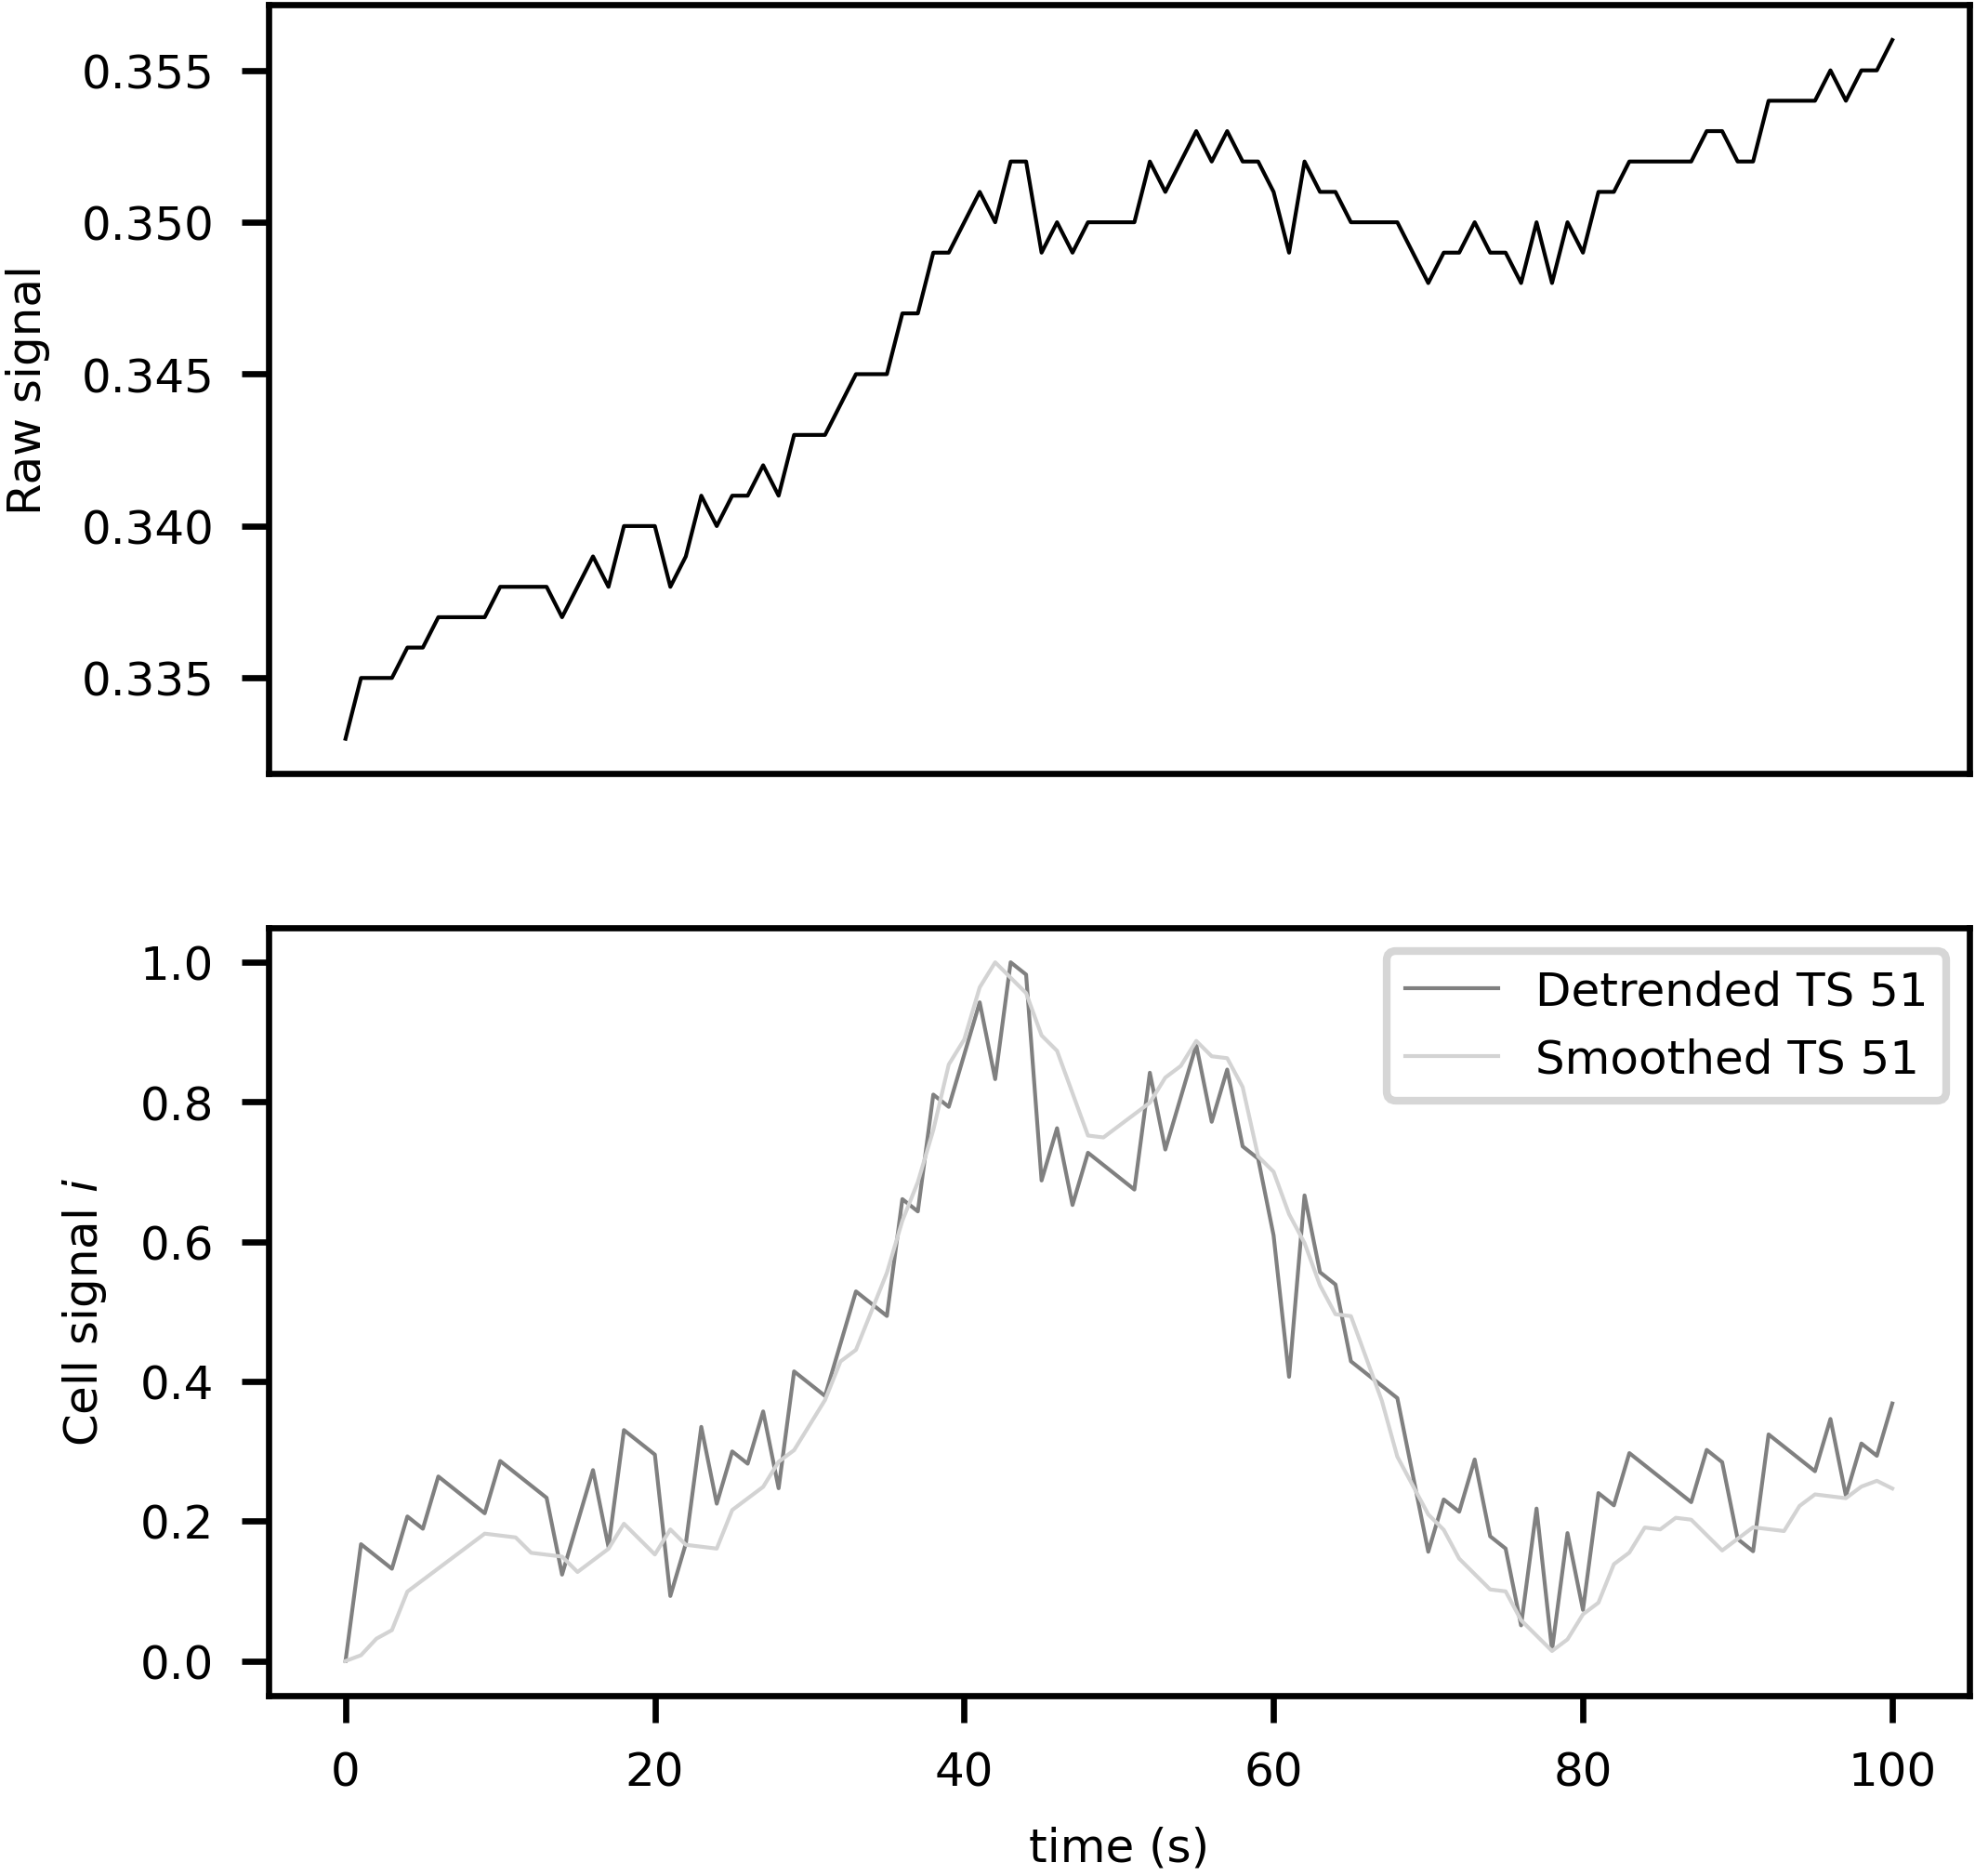 0.355
0.350
0.345
0.340
0.335
Raw signal
1.0
0.8
0.6
0.4
0.2
0.0
Cell signal i
Detrended TS 51
Smoothed TS 51
0 20 40 60 80 100
time (s)